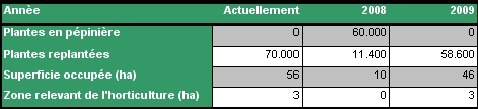 Annèe Actuellement 2008 2009
Plantes en pépinière 0 60.000 0
Plantes replantées 70.000 11.400 58.600
Superficie occupée (ha) 56 10 46
Zone relevant de l'horticulture (ha) 3 0 3